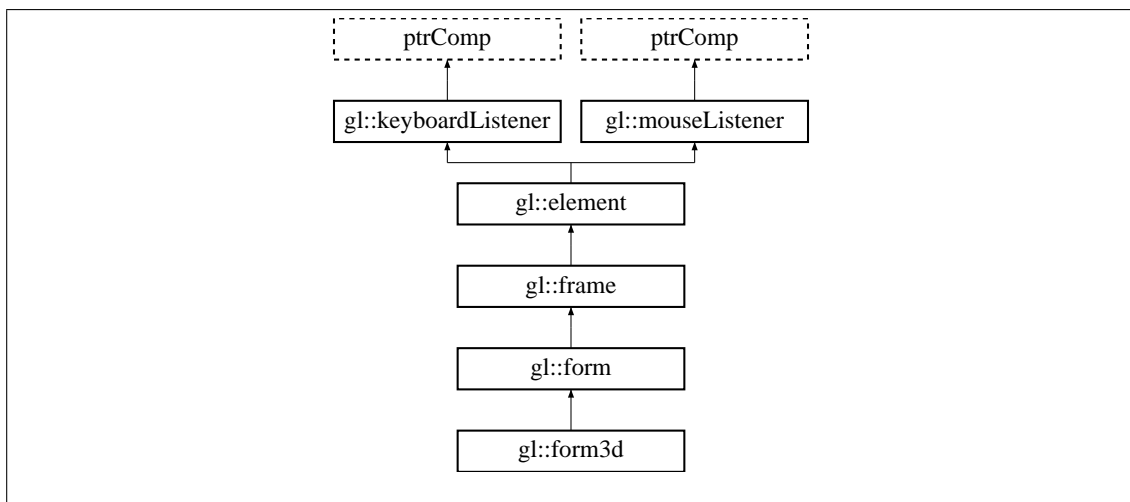 ptrComp ptrComp
gl::keyboardListener gl::mouseListener
gl::element
gl::frame
gl::form
gl::form3d